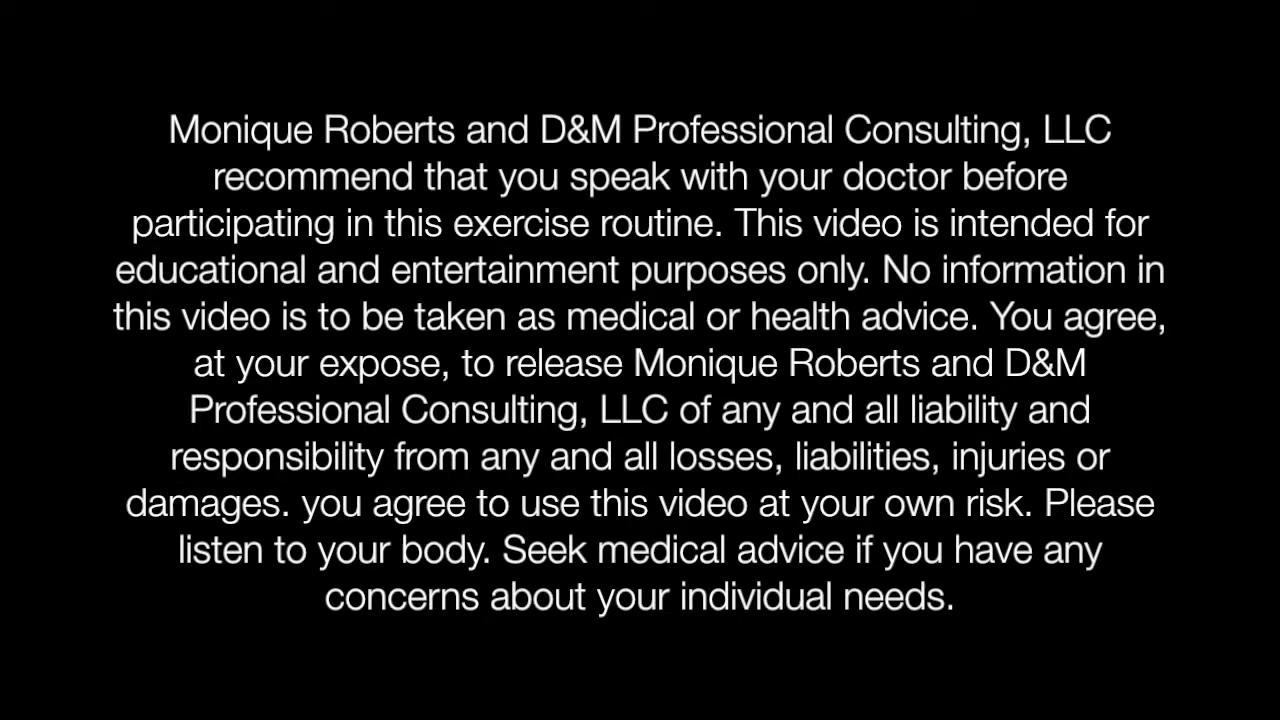 Monique Roberts and D&M Professional Consulting, LLC
recommend that you speak with your doctor before
participating in this exercise routine. This video is intended for
educational and entertainment purposes only. No information in
this video is to be taken as medical or health advice. You agree,
at your expose, to release Monique Roberts and D&M
Professional Consulting, LLC of any and all liability and
responsibility from any and all losses, liabilities, injuries or
damages. you agree to use this video at your own risk. Please
listen to your body. Seek medical advice if you have any
concerns about your individual needs.